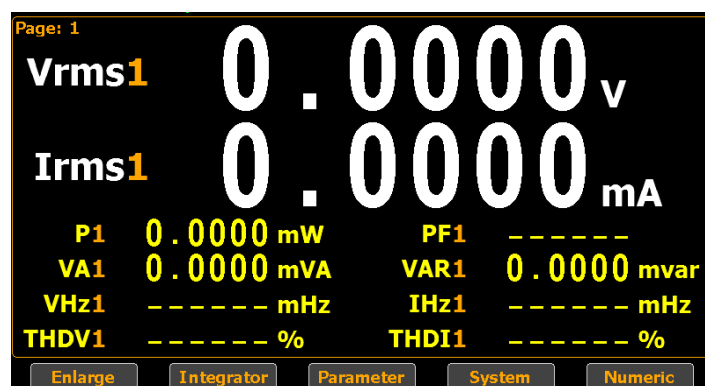 Page: 1
Vrms1 0.0000 V
Irms1 0.0000 mA
P1 0.0000 mW PF1 ------
VA1 0.0000 mVA VAR1 0.0000 mvar
VHz1 ------ mHz IHz1 ------ mHz
THDV1 ------ % THDI1 ------ %
Enlarge Integrator Parameter System Numeric